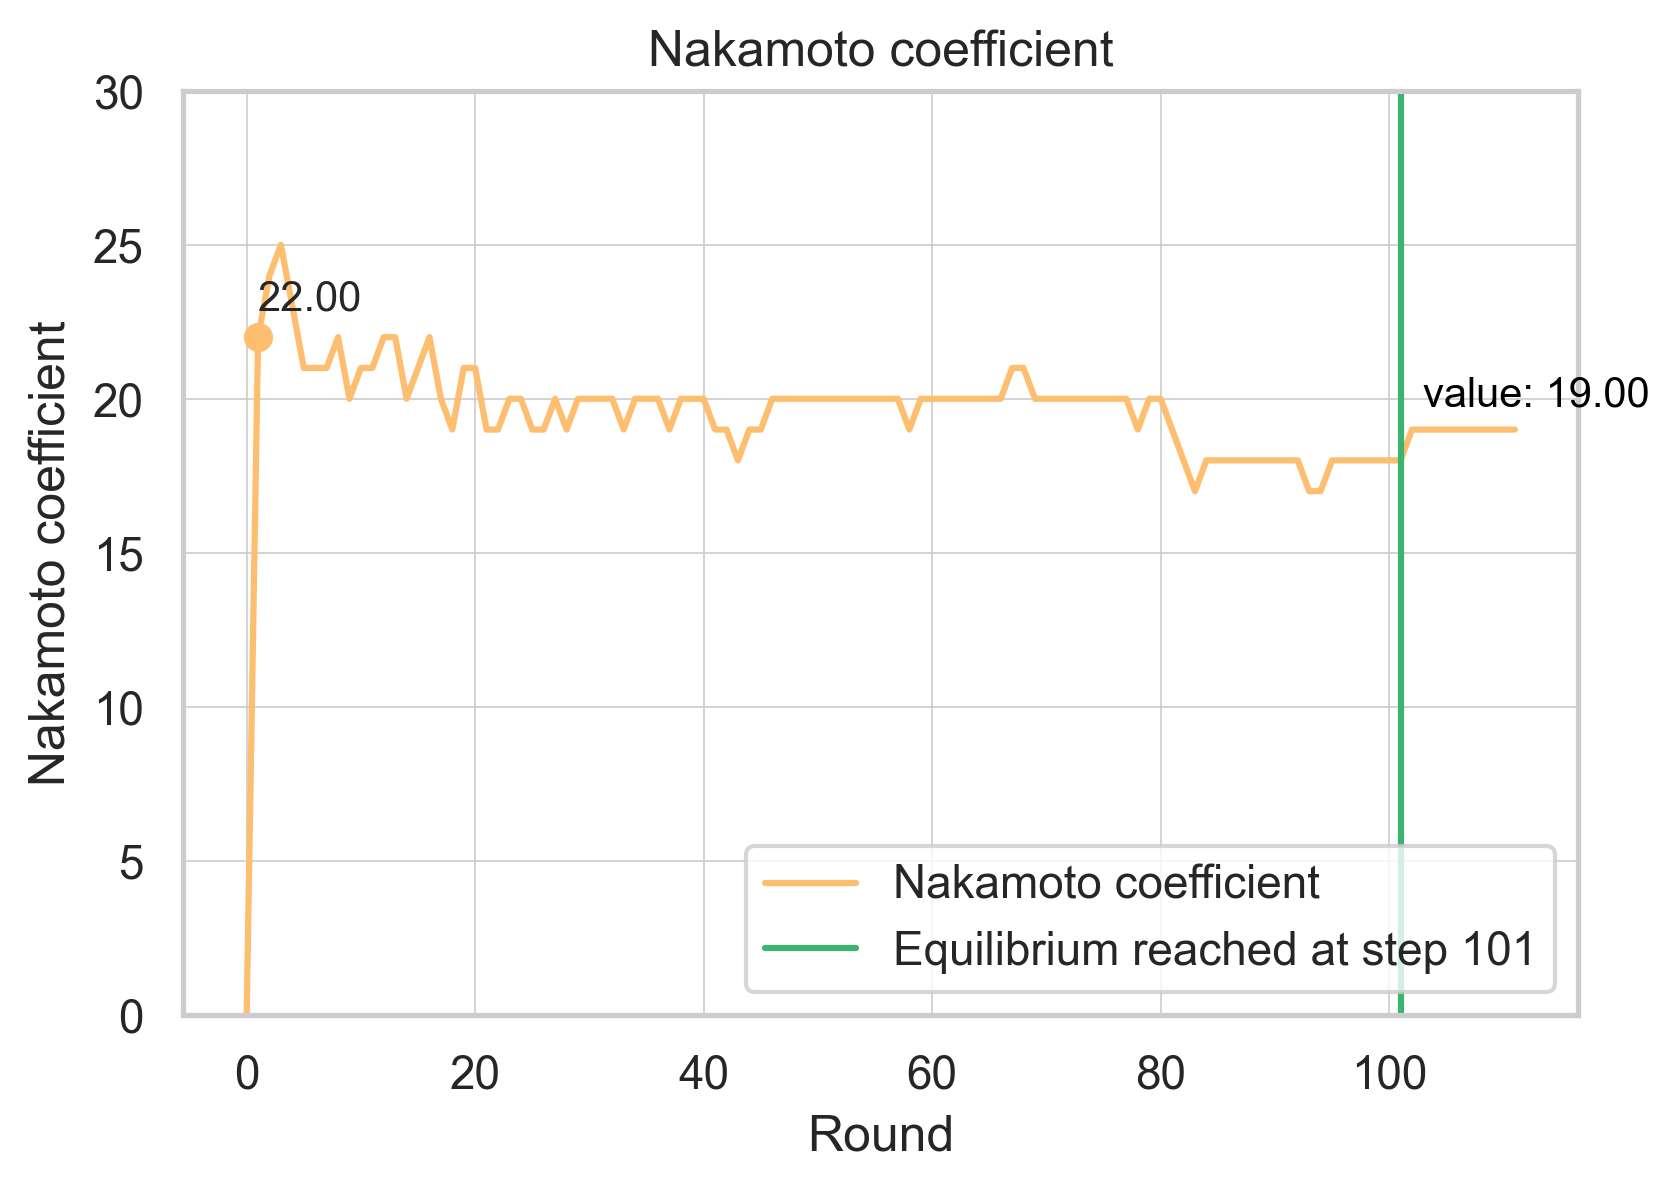 Nakamoto coefficient
30
25
20
15
10
5
0
Nakamoto coefficient
22.00
value: 19.00
Nakamoto coefficient
Equilibrium reached at step 101
0 20 40 60 80 100
Round